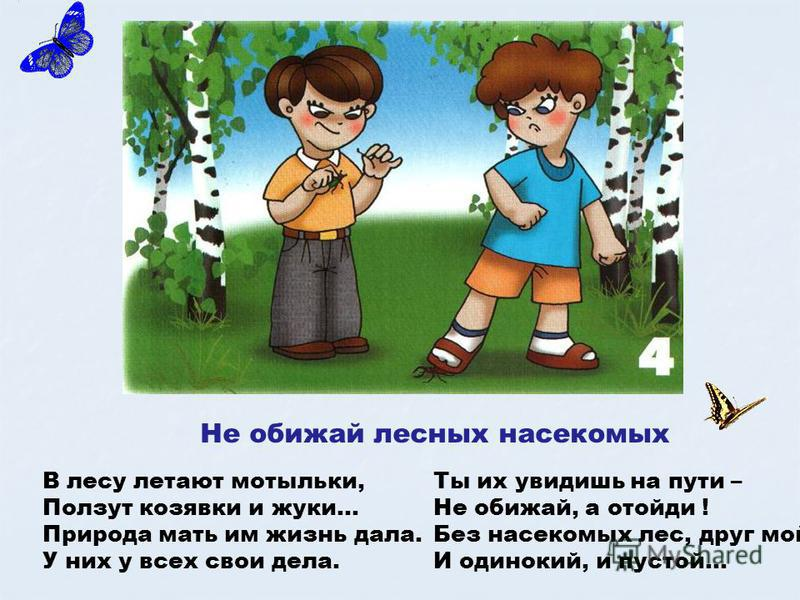 4
Не обижай лесных насекомых
В лесу летают мотыльки,
Ползут козявки и жуки...
Природа мать им жизнь дала.
У них у всех свои дела.
Ты их увидишь на пути –
Не обижай, а отойди !
Без насекомых лес, друг мой
И одинокий, и пустой...
MyShared